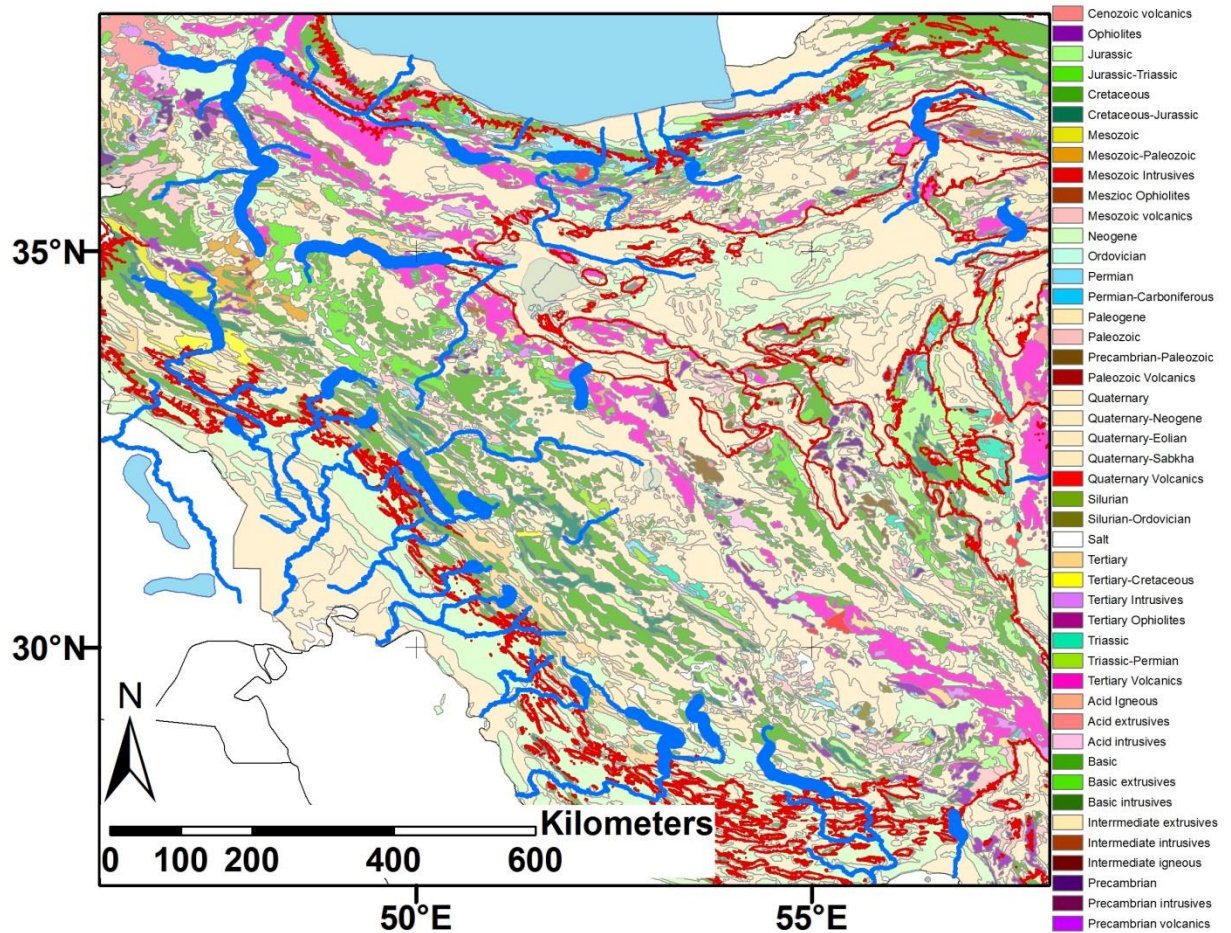 Cenozoic volcanics
Ophiolites
Jurassic
Jurassic-Triassic
Cretaceous
Cretaceous-Jurassic
Mesozoic
Mesozoic-Paleozoic
Mesozoic Intrusives
Meszioc Ophiolites
Mesozoic volcanics
Neogene
Ordovician
Permian
Permian-Carboniferous
Paleogene
Paleozoic
Precambrian-Paleozoic
Paleozoic Volcanics
Quaternary
Quaternary-Neogene
Quaternary-Eolian
Quaternary-Sabkha
Quaternary Volcanics
Silurian
Silurian-Ordovician
Salt
Tertiary
Tertiary-Cretaceous
Tertiary Intrusives
Tertiary Ophiolites
Triassic
Triassic-Permian
Tertiary Volcanics
Acid Igneous
Acid extrusives
Acid intrusives
Basic
Basic extrusives
Basic intrusives
Interrmediate extrusives
Intermediate intrusives
Intermediate igneous
Precambrian
Precambrian intrusives
Precambrian volcanics
35°N
30°N
N
Kilometers
0 100 200 400 600
50°E 55°E